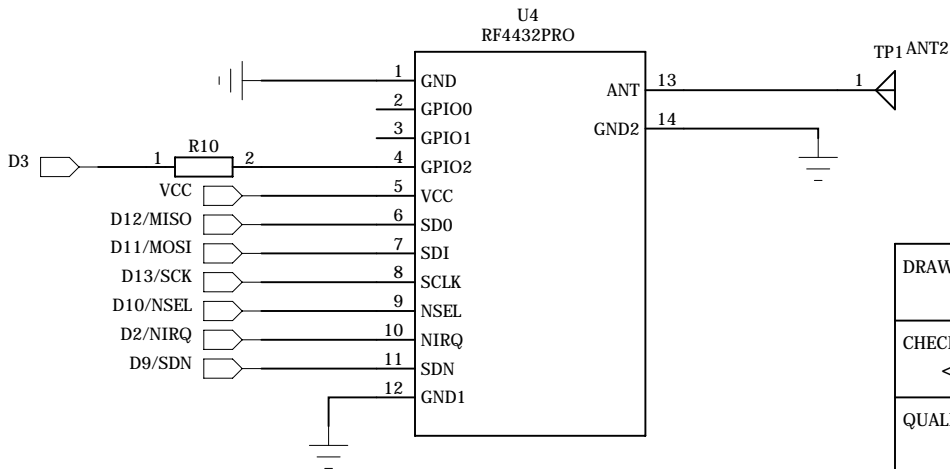 U4
RF4432PRO
TP1 ANT2
1 GND
2 GPIO0
3 GPIO1
D3 1 R10 2 4 GPIO2
VCC 5 VCC
D12/MISO 6 SD0
D11/MOSI 7 SDI
D13/SCK 8 SCLK
D10/NSEL 9 NSEL
D2/NIRQ 10 NIRQ
D9/SDN 11 SDN
12 GND1
ANT 13 1
GND2 14
DRAW
CHEC
<
QUAL